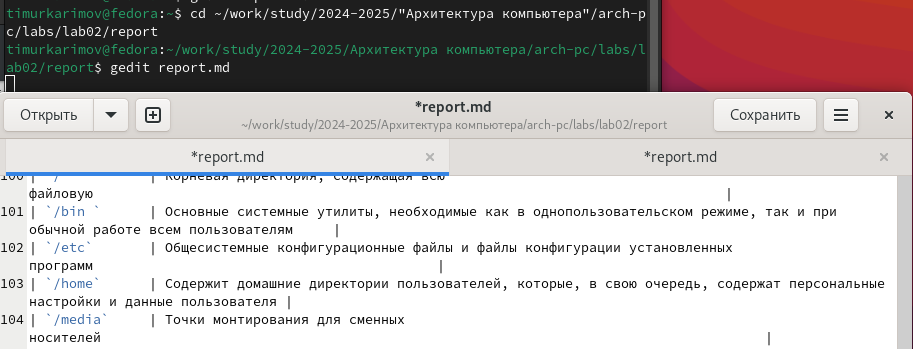 timurkarimov@fedora:~$ cd ~/work/study/2024-2025/"Архитектура компьютера"/arch-p
c/labs/lab02/report
timurkarimov@fedora:~/work/study/2024-2025/Архитектура компьютера/arch-pc/labs/l
ab02/report$ gedit report.md
Открыть
*report.md
~/work/study/2024-2025/Архитектура компьютера/arch-pc/labs/lab02/report
Сохранить
*report.md
*report.md
100 | `/` | Корневая директория, содержащая всю
файловую |
101 | `/bin ` | Основные системные утилиты, необходимые как в однопользовательском режиме, так и при
обычной работе всем пользователям |
102 | `/etc` | Общесистемные конфигурационные файлы и файлы конфигурации установленных
программ |
103 | `/home` | Содержит домашние директории пользователей, которые, в свою очередь, содержат персональные
настройки и данные пользователя |
104 | `/media` | Точки монтирования для сменных
носителей |